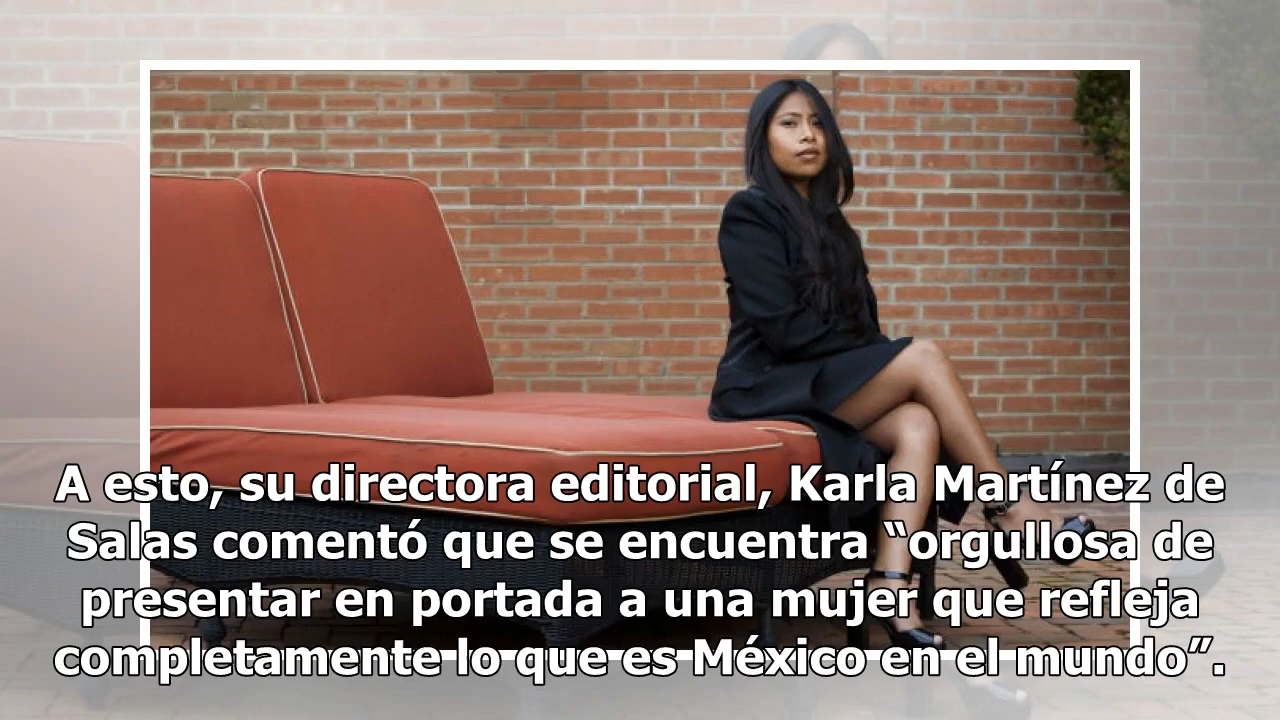 A esto, su directora editorial, Karla Martínez de
Salas comentó que se encuentra “orgullosa de
presentar en portada a una mujer que refleja
completamente lo que es México en el mundo”.